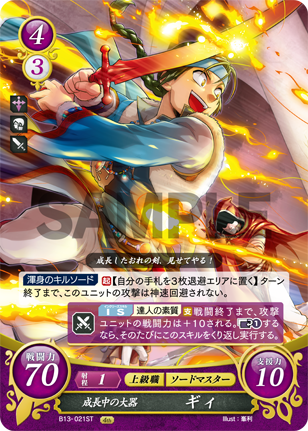 4
3
SAMPLE
成長したおれの剣、見せてやる!
渾身のキルソード 起【自分の手札を3枚退避エリアに置く】ターン
終了まで、このユニットの攻撃は神速回避されない。
ITS 達人の素質 支 戦闘終了まで、攻撃
ユニットの戦闘力は+10される。
なら、そのたびにこのスキルをくり返し実行する。
戦闘力
70
射程 1 上級職 ソードマスター
支援力
10
成長中の大器 ギィ
B13-021ST
Illust: